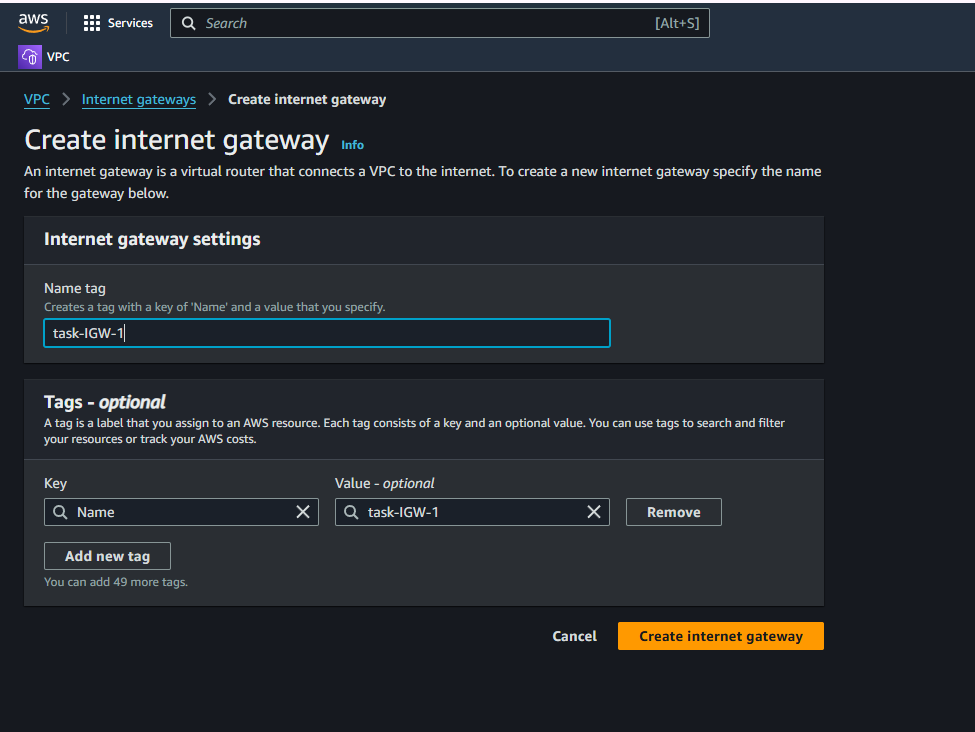 aws Services Search [Alt+S]
VPC
VPC > Internet gateways > Create internet gateway
Create internet gateway Info
An internet gateway is a virtual router that connects a VPC to the internet. To create a new internet gateway specify the name
for the gateway below.
Internet gateway settings
Name tag
Creates a tag with a key of 'Name' and a value that you specify.
task-IGW-1
Tags - optional
A tag is a label that you assign to an AWS resource. Each tag consists of a key and an optional value. You can use tags to search and filter
your resources or track your AWS costs.
Key Value - optional
Name task-IGW-1 Remove
Add new tag
You can add 49 more tags.
Cancel Create internet gateway